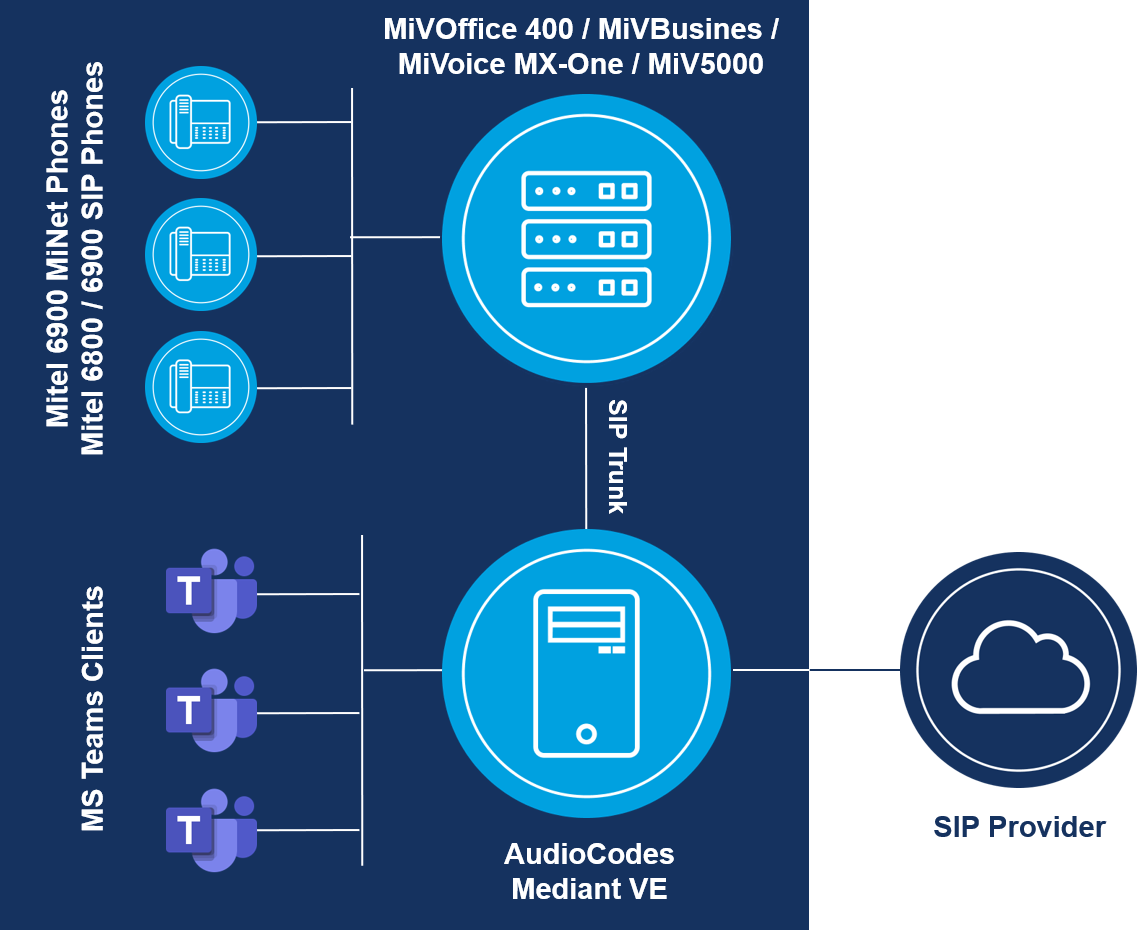 MiVOffice 400 / MiVBusines /
MiVoice MX-One / MiV5000
Mitel 6900 MiNet Phones
Mitel 6800 / 6900 SIP Phones
SIP Trunk
MS Teams Clients
T
T
T
AudioCodes
Mediant VE
SIP Provider